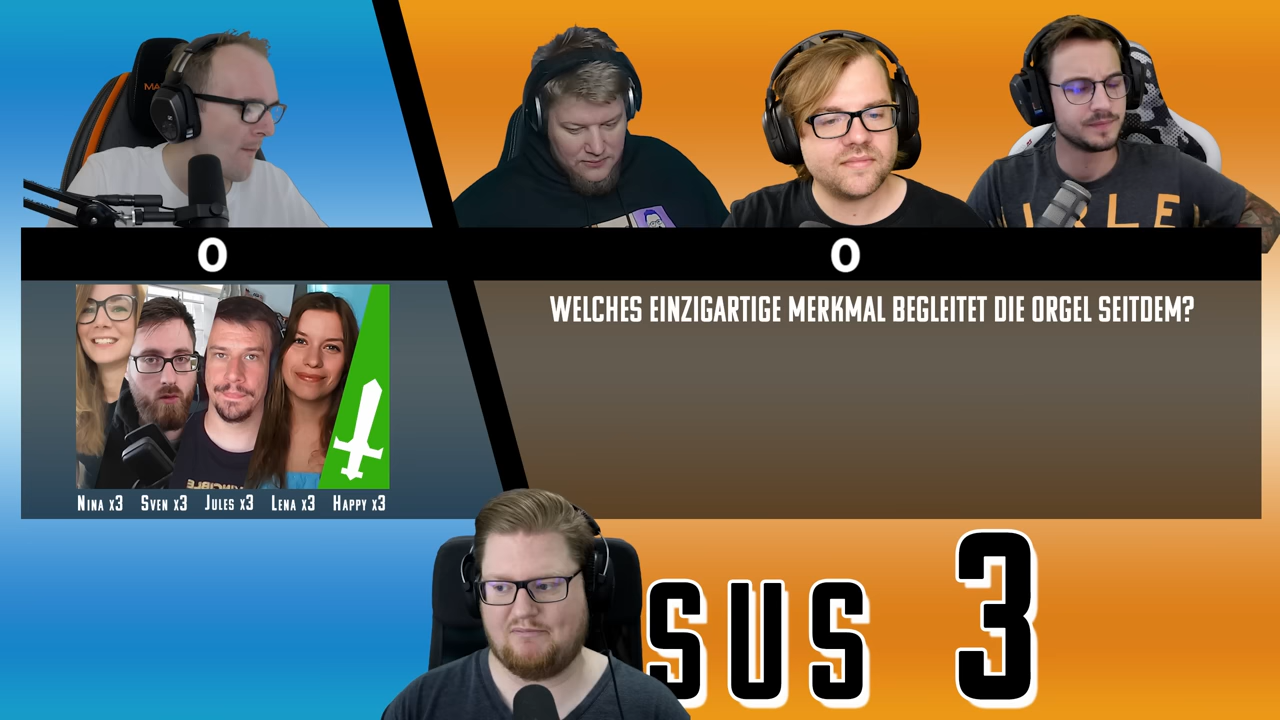 MA
0
0
WELCHES EINZIGARTIGE MERKMAL BEGLEITET DIE ORGEL SEITDEM?
Nina x3 Sven x3 Jules x3 Lena x3 Happy x3
SUS 3